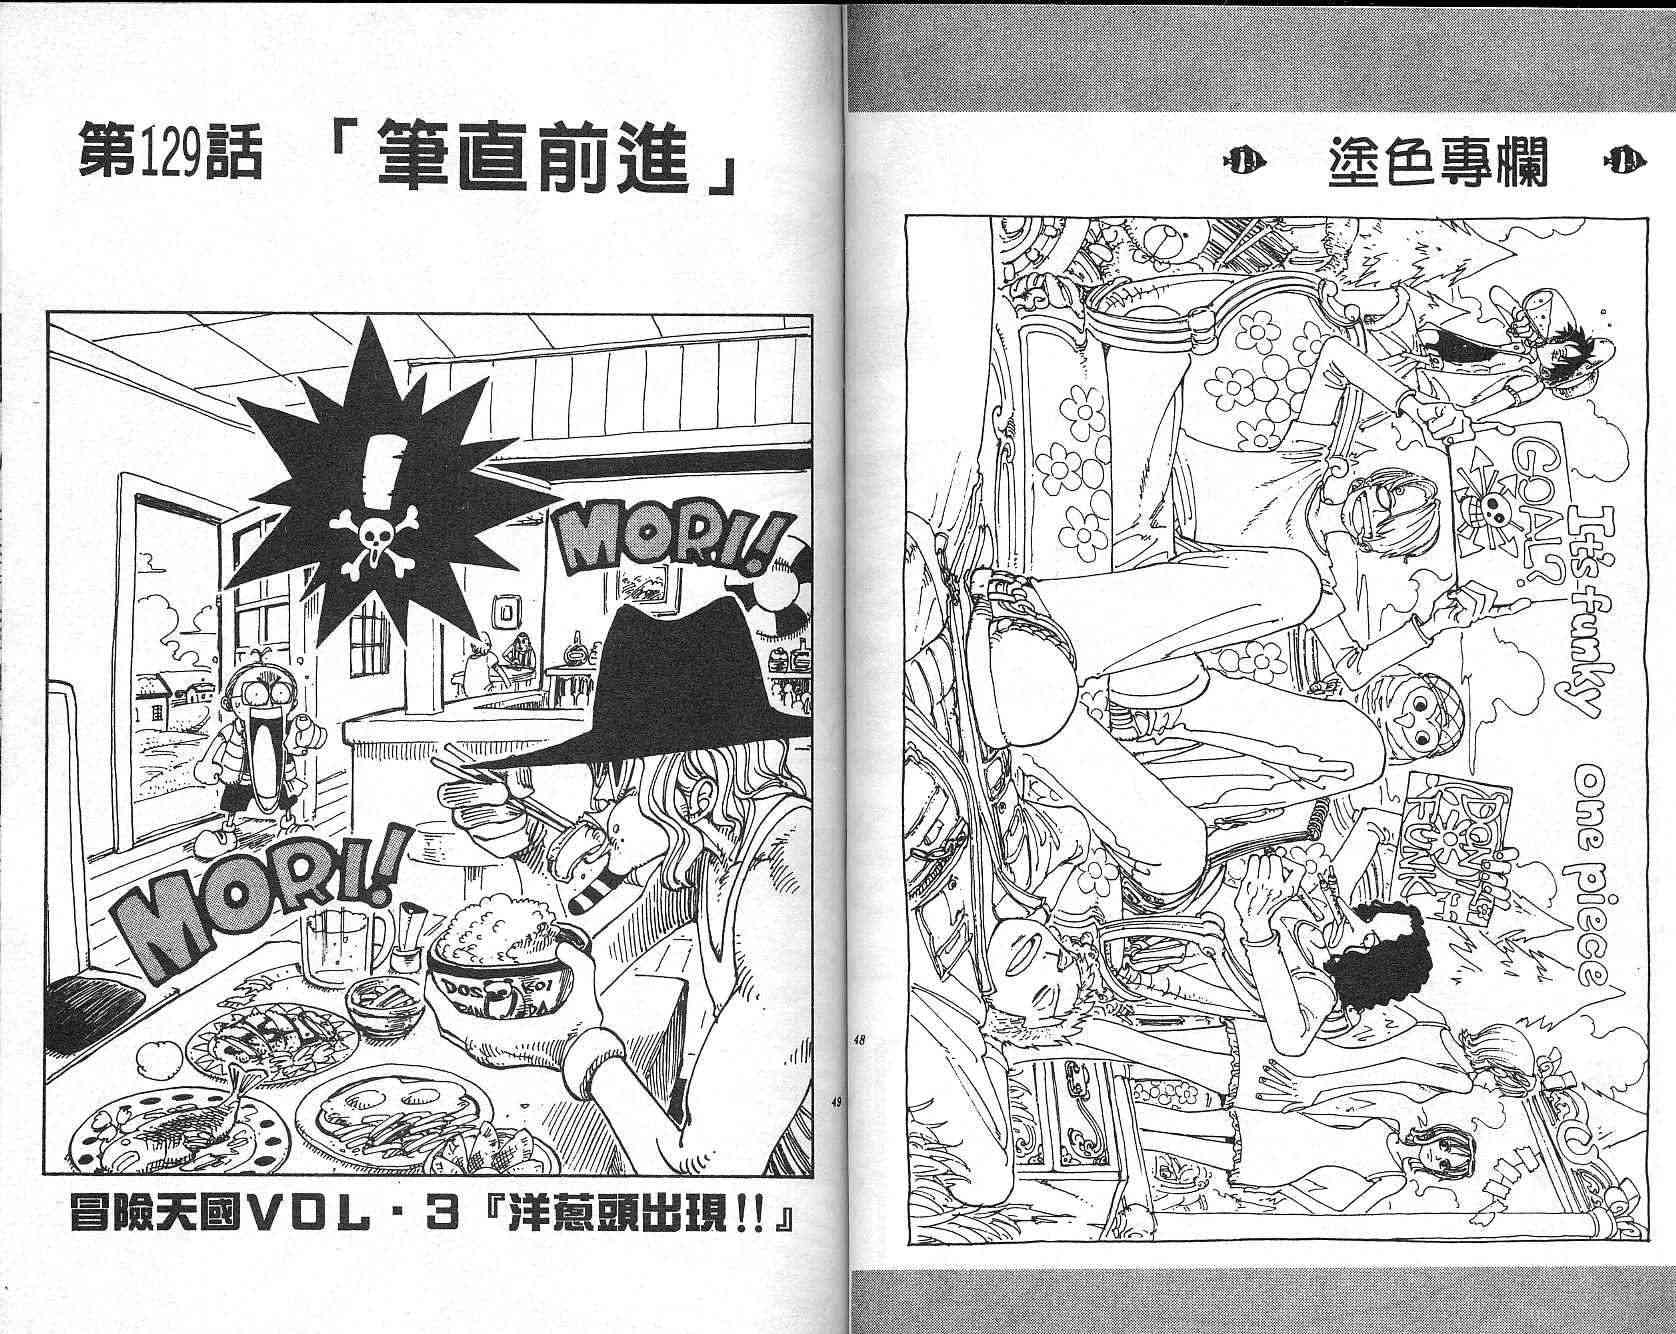 塗色專欄
It's funky one piece
GOAL?
DON!!
FUNK
48
第129話 「筆直前進」
MORI!
MORI!
DOS KOI
PAN DA
49
冒險天國VOL・3『洋蔥頭出現!!』